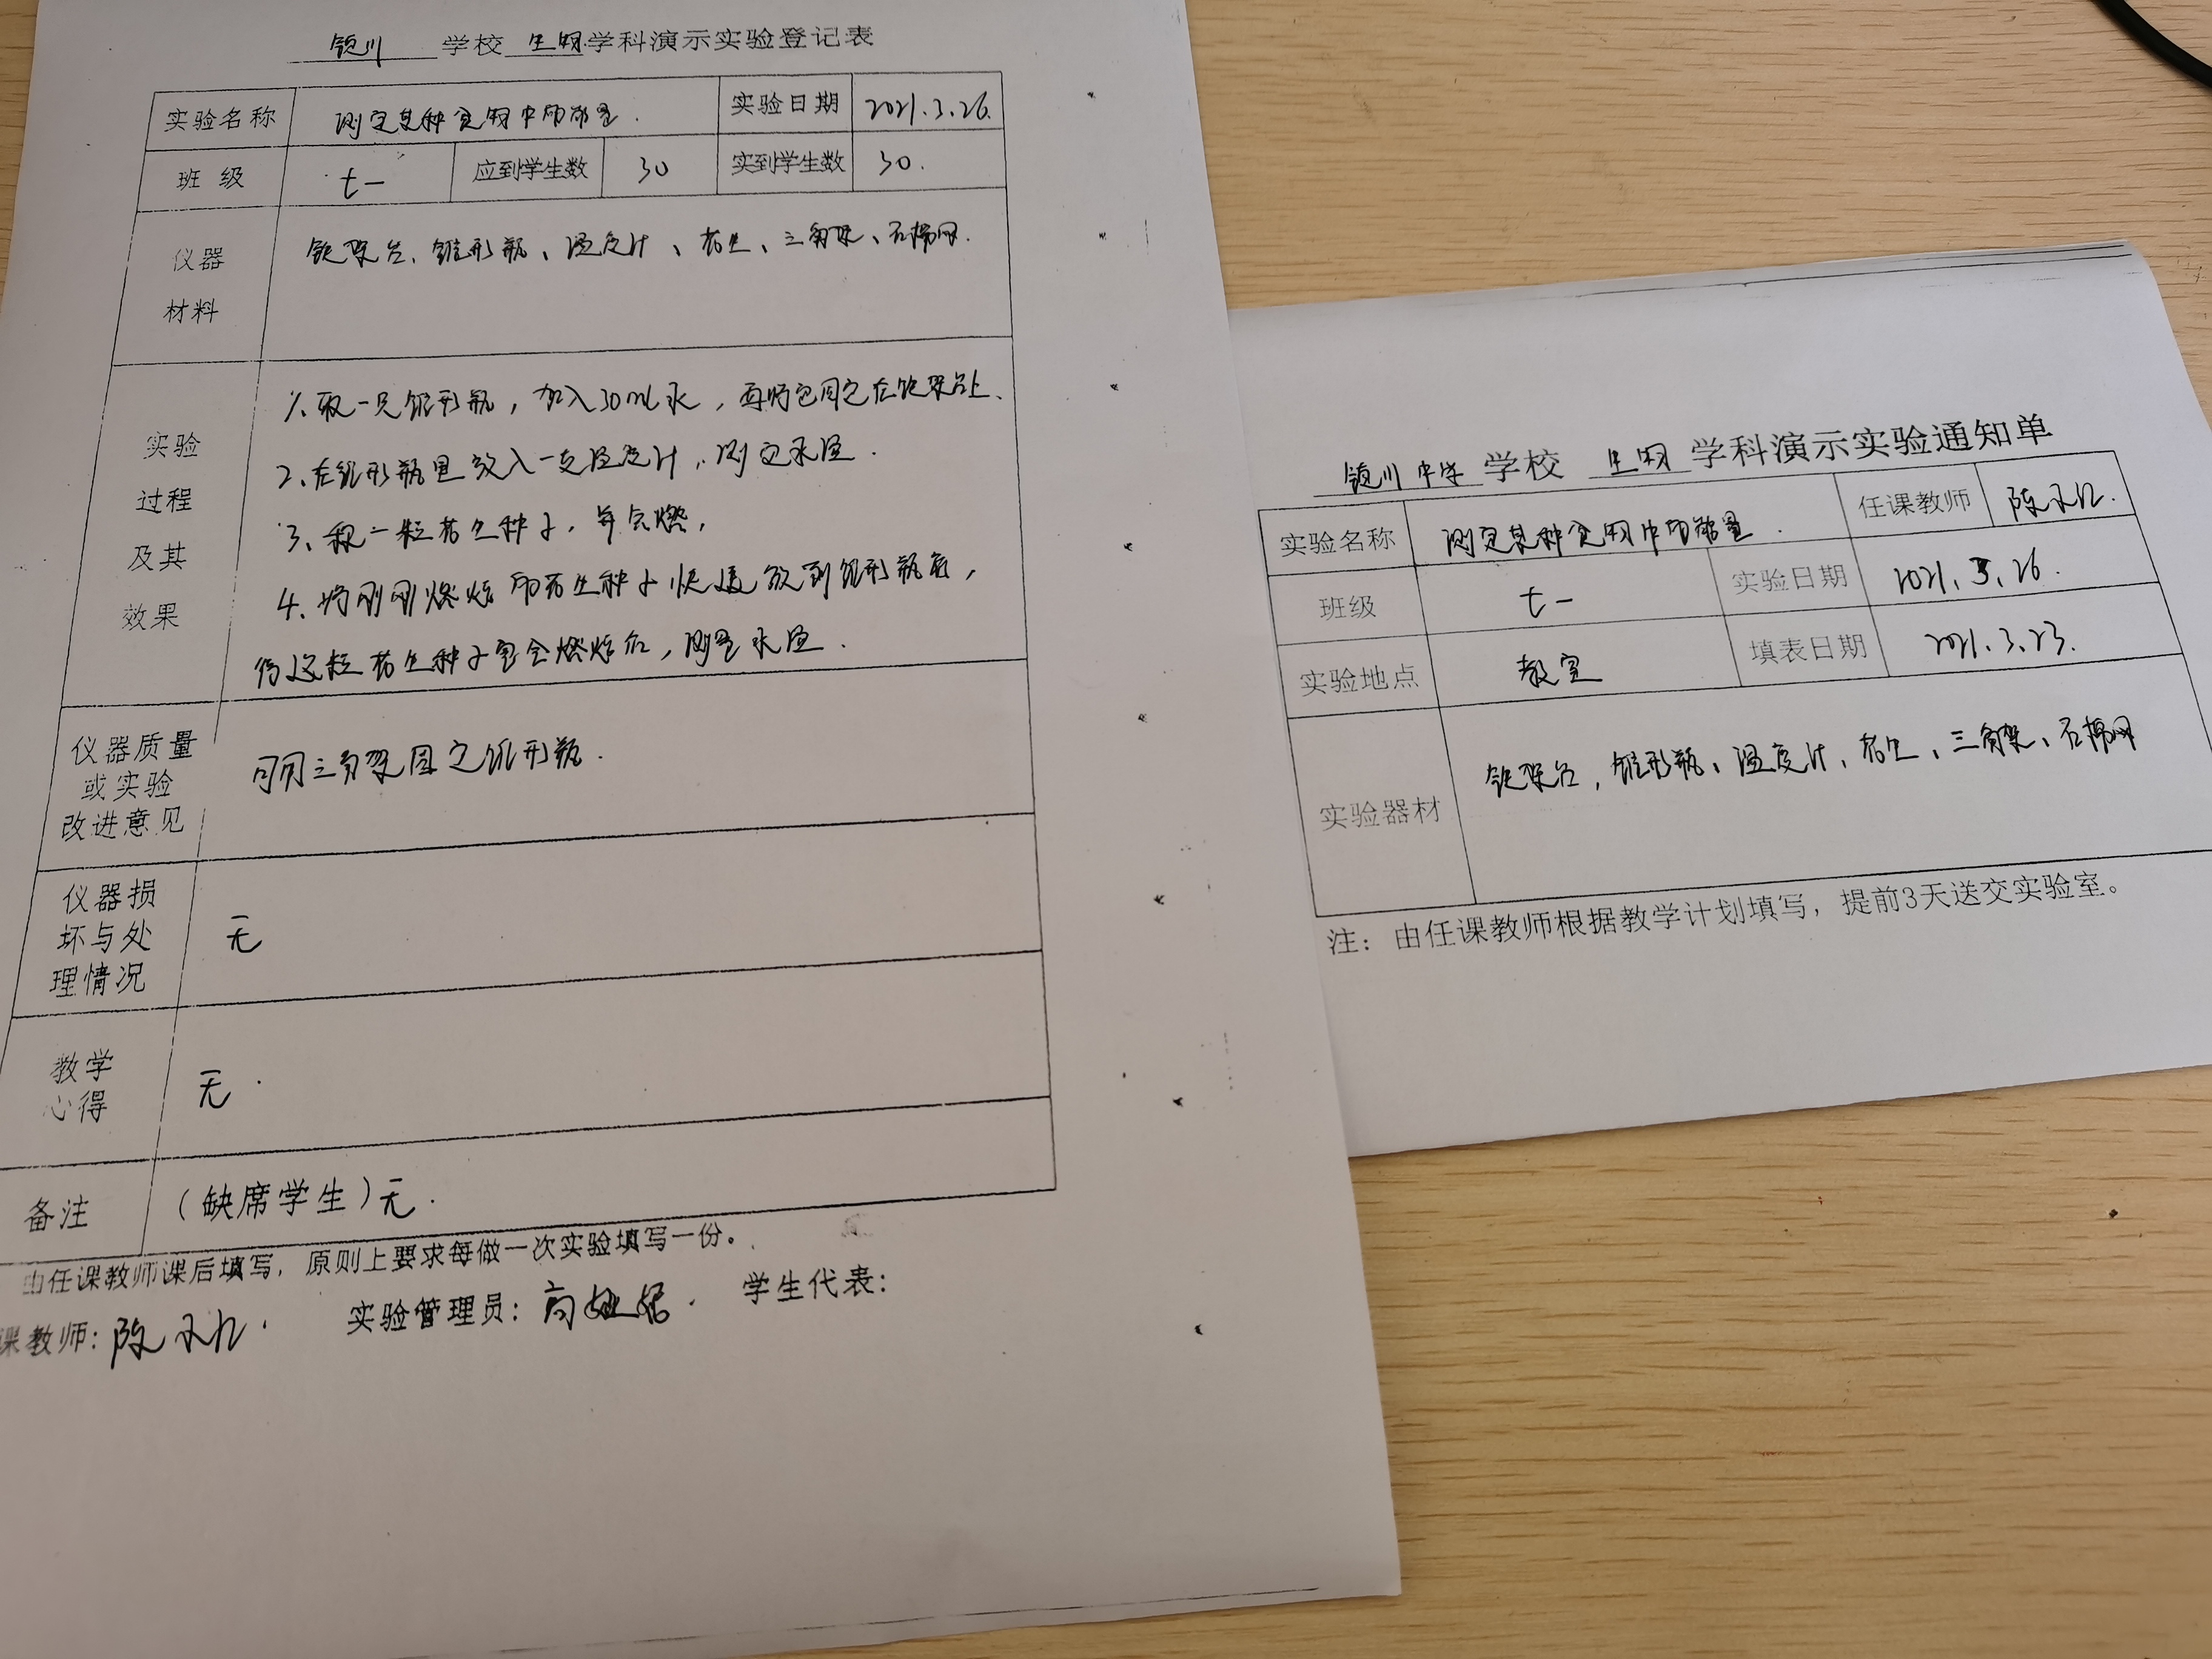 学校 生物 学科演示实验登记表
实验名称 测定某种食物中的能量. 实验日期 2021.3.26.
班 级 七一 应到学生数 30 实到学生数 30.
仪器
材料
铁架台、锥形瓶、温度计、花生、三角架、石棉网.
实验
过程
及其
效果
1、取一只锥形瓶，加入30mL水，再将它固定在铁架台上、
2、在锥形瓶里放入一支温度计，测定水温.
3、取一粒花生种子，
4、将刚刚燃烧的花生种子快速放到锥形瓶底，
待这粒花生种子完全燃烧后，测量水温.
仪器质量
或实验
改进意见
可用三角架固定锥形瓶.
仪器损
坏与处
理情况
无
教学
心得
无.
备注 （缺席学生）无.
由任课教师课后填写，原则上要求每做一次实验填写一份。
课教师: 陈 实验管理员: 高 学生代表:
中学 学校 生物 学科演示实验通知单
实验名称 测定某种食物中的能量. 任课教师 陈
班级 七一 实验日期 2021.3.26.
实验地点 教室 填表日期 2021.3.23.
实验器材 铁架台，锥形瓶、温度计、花生、三角架、石棉网
注：由任课教师根据教学计划填写，提前3天送交实验室。